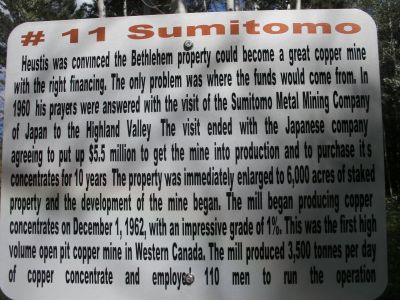 # 11 Sumitomo
Heustis was convinced the Bethlehem property could become a great copper mine
with the right financing. The only problem was where the funds would come from. In
1960 his prayers were answered with the visit of the Sumitomo Metal Mining Company
of Japan to the Highland Valley The visit ended with the Japanese company
agreeing to put up $5.5 million to get the mine into production and to purchase its
concentrates for 10 years The property was immediately enlarged to 6,000 acres of staked
property and the development of the mine began. The mill began producing copper
concentrates on December 1, 1962, with an impressive grade of 1%. This was the first high
volume open pit copper mine in Western Canada. The mill produced 3,500 tonnes per day
of copper concentrate and employe 110 men to run the operation